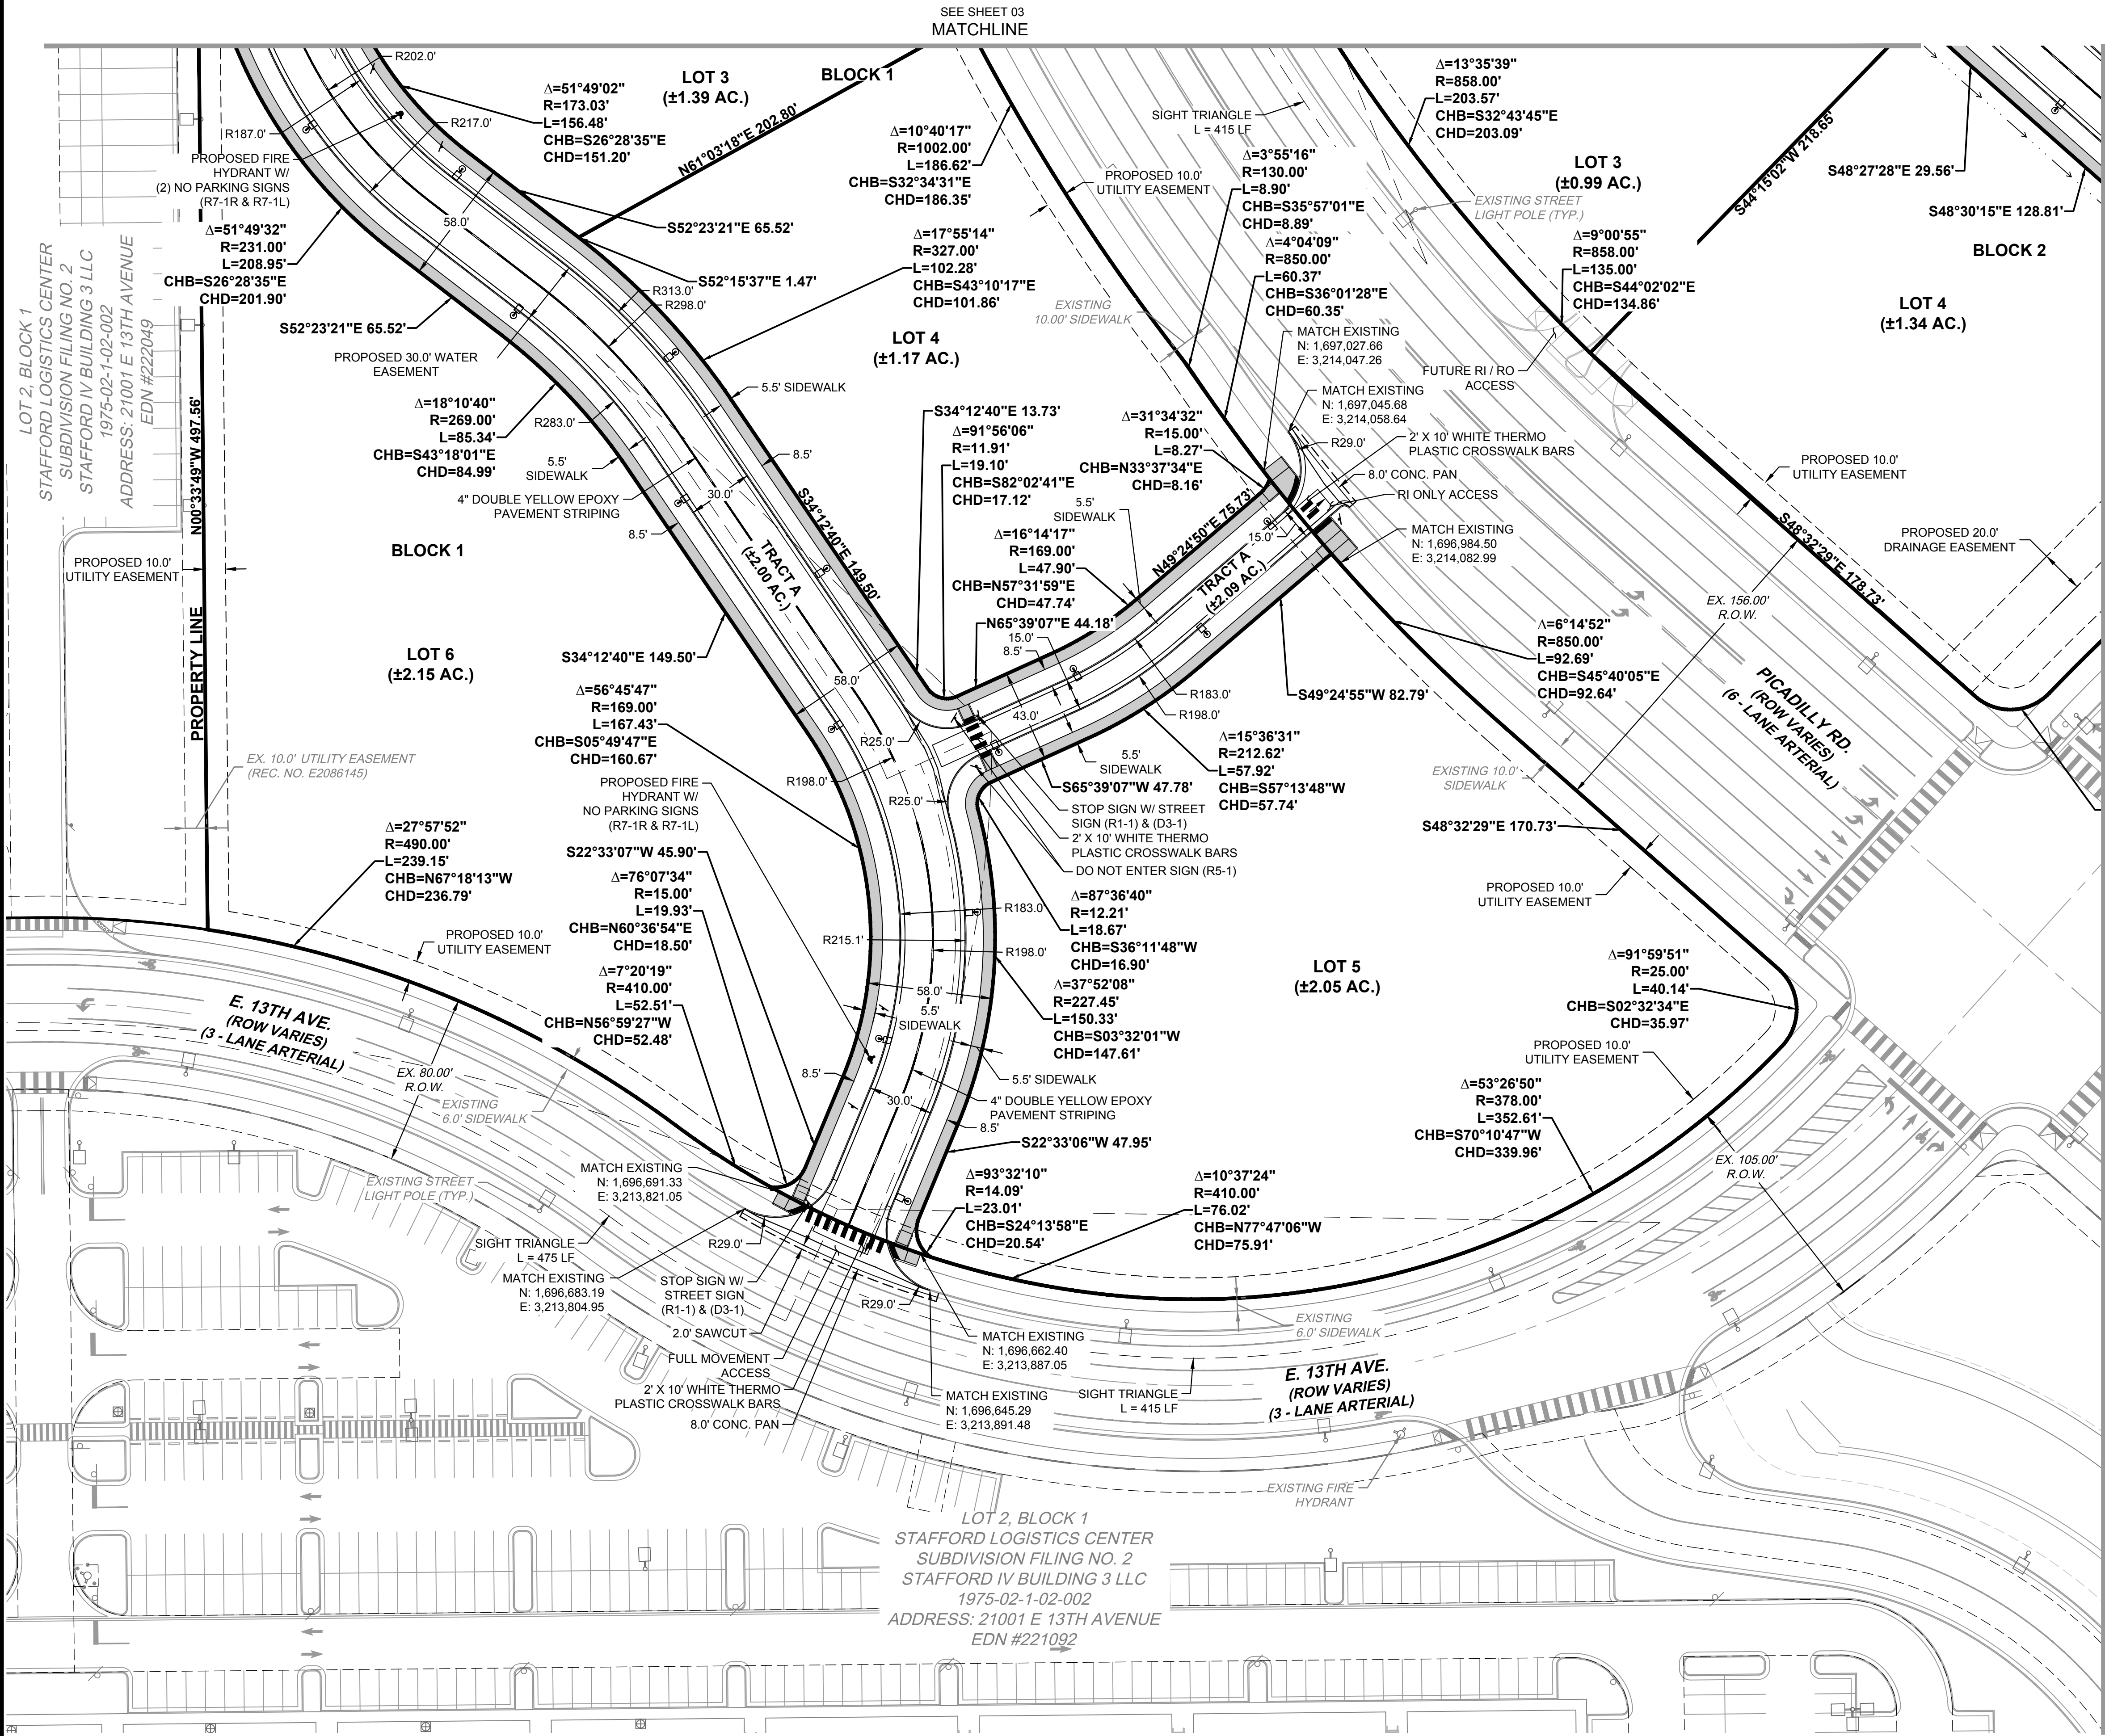 SEE SHEET 03
MATCHLINE
R202.0'
R187.0'
R217.0'
PROPOSED FIRE
HYDRANT W/
(2) NO PARKING SIGNS
(R7-1R & R7-1L)
Δ=51°49'02"
R=173.03'
L=156.48'
CHB=S26°28'35"E
CHD=151.20'
LOT 3
(±1.39 AC.)
BLOCK 1
N61°03'18"E 202.80'
Δ=10°40'17"
R=1002.00'
L=186.62'
CHB=S32°34'31"E
CHD=186.35'
SIGHT TRIANGLE
L = 415 LF
PROPOSED 10.0'
UTILITY EASEMENT
Δ=3°55'16"
R=130.00'
L=8.90'
CHB=S35°57'01"E
CHD=8.89'
Δ=4°04'09"
R=850.00'
L=60.37'
CHB=S36°01'28"E
CHD=60.35'
Δ=13°35'39"
R=858.00'
L=203.57'
CHB=S32°43'45"E
CHD=203.09'
LOT 3
(±0.99 AC.)
EXISTING STREET
LIGHT POLE (TYP.)
S44°15'02"W 218.65'
S48°27'28"E 29.56'
S48°30'15"E 128.81'
BLOCK 2
LOT 4
(±1.34 AC.)
Δ=9°00'55"
R=858.00'
L=135.00'
CHB=S44°02'02"E
CHD=134.86'
58.0'
S52°23'21"E 65.52'
S52°15'37"E 1.47'
Δ=17°55'14"
R=327.00'
L=102.28'
CHB=S43°10'17"E
CHD=101.86'
R313.0'
R298.0'
EXISTING
10.00' SIDEWALK
LOT 4
(±1.17 AC.)
LOT 2, BLOCK 1
STAFFORD LOGISTICS CENTER
SUBDIVISION FILING NO. 2
STAFFORD IV BUILDING 3 LLC
1975-02-1-02-002
ADDRESS: 21001 E 13TH AVENUE
EDN #222049
Δ=51°49'32"
R=231.00'
L=208.95'
CHB=S26°28'35"E
CHD=201.90'
S52°23'21"E 65.52'
PROPOSED 30.0' WATER
EASEMENT
Δ=18°10'40"
R=269.00'
L=85.34'
CHB=S43°18'01"E
CHD=84.99'
R283.0'
5.5'
SIDEWALK
4" DOUBLE YELLOW EPOXY
PAVEMENT STRIPING
8.5'
30.0'
5.5' SIDEWALK
8.5'
S34°12'40"E 149.50'
TRACT A
(±2.00 AC.)
N00°33'49"W 497.56'
PROPERTY LINE
PROPOSED 10.0'
UTILITY EASEMENT
BLOCK 1
LOT 6
(±2.15 AC.)
S34°12'40"E 13.73'
Δ=91°56'06"
R=11.91'
L=19.10'
CHB=S82°02'41"E
CHD=17.12'
Δ=31°34'32"
R=15.00'
L=8.27'
CHB=N33°37'34"E
CHD=8.16'
5.5'
SIDEWALK
Δ=16°14'17"
R=169.00'
L=47.90'
CHB=N57°31'59"E
CHD=47.74'
N65°39'07"E 44.18'
N49°24'50"E 75.73'
TRACT A
(±2.09 AC.)
15.0'
MATCH EXISTING
N: 1,697,027.66
E: 3,214,047.26
MATCH EXISTING
N: 1,697,045.68
E: 3,214,058.64
FUTURE RI / RO
ACCESS
R29.0'
2' X 10' WHITE THERMO
PLASTIC CROSSWALK BARS
8.0' CONC. PAN
RI ONLY ACCESS
MATCH EXISTING
N: 1,696,984.50
E: 3,214,082.99
PROPOSED 10.0'
UTILITY EASEMENT
PROPOSED 20.0'
DRAINAGE EASEMENT
S48°32'29"E 178.73'
EX. 156.00'
R.O.W.
PICADILLY RD.
(ROW VARIES)
(6 - LANE ARTERIAL)
Δ=6°14'52"
R=850.00'
L=92.69'
CHB=S45°40'05"E
CHD=92.64'
S49°24'55"W 82.79'
15.0'
8.5'
43.0'
R183.0'
R198.0'
5.5'
SIDEWALK
S65°39'07"W 47.78'
Δ=15°36'31"
R=212.62'
L=57.92'
CHB=S57°13'48"W
CHD=57.74'
S34°12'40"E 149.50'
58.0'
R25.0'
R198.0'
R25.0'
Δ=56°45'47"
R=169.00'
L=167.43'
CHB=S05°49'47"E
CHD=160.67'
PROPOSED FIRE
HYDRANT W/
NO PARKING SIGNS
(R7-1R & R7-1L)
EX. 10.0' UTILITY EASEMENT
(REC. NO. E2086145)
STOP SIGN W/ STREET
SIGN (R1-1) & (D3-1)
2' X 10' WHITE THERMO
PLASTIC CROSSWALK BARS
DO NOT ENTER SIGN (R5-1)
EXISTING 10.0'
SIDEWALK
S48°32'29"E 170.73'
PROPOSED 10.0'
UTILITY EASEMENT
Δ=27°57'52"
R=490.00'
L=239.15'
CHB=N67°18'13"W
CHD=236.79'
S22°33'07"W 45.90'
Δ=76°07'34"
R=15.00'
L=19.93'
CHB=N60°36'54"E
CHD=18.50'
PROPOSED 10.0'
UTILITY EASEMENT
Δ=7°20'19"
R=410.00'
L=52.51'
CHB=N56°59'27"W
CHD=52.48'
R183.0'
R215.1'
R198.0'
58.0'
5.5'
SIDEWALK
Δ=87°36'40"
R=12.21'
L=18.67'
CHB=S36°11'48"W
CHD=16.90'
Δ=37°52'08"
R=227.45'
L=150.33'
CHB=S03°32'01"W
CHD=147.61'
LOT 5
(±2.05 AC.)
Δ=91°59'51"
R=25.00'
L=40.14'
CHB=S02°32'34"E
CHD=35.97'
PROPOSED 10.0'
UTILITY EASEMENT
E. 13TH AVE.
(ROW VARIES)
(3 - LANE ARTERIAL)
EX. 80.00'
R.O.W.
EXISTING
6.0' SIDEWALK
8.5'
30.0'
5.5' SIDEWALK
4" DOUBLE YELLOW EPOXY
PAVEMENT STRIPING
8.5'
S22°33'06"W 47.95'
Δ=53°26'50"
R=378.00'
L=352.61'
CHB=S70°10'47"W
CHD=339.96'
EX. 105.00'
R.O.W.
MATCH EXISTING
N: 1,696,691.33
E: 3,213,821.05
EXISTING STREET
LIGHT POLE (TYP.)
Δ=93°32'10"
R=14.09'
L=23.01'
CHB=S24°13'58"E
CHD=20.54'
Δ=10°37'24"
R=410.00'
L=76.02'
CHB=N77°47'06"W
CHD=75.91'
SIGHT TRIANGLE
L = 475 LF
R29.0'
MATCH EXISTING
N: 1,696,683.19
E: 3,213,804.95
STOP SIGN W/
STREET SIGN
(R1-1) & (D3-1)
R29.0'
2.0' SAWCUT
FULL MOVEMENT
ACCESS
2' X 10' WHITE THERMO
PLASTIC CROSSWALK BARS
8.0' CONC. PAN
MATCH EXISTING
N: 1,696,662.40
E: 3,213,887.05
EXISTING
6.0' SIDEWALK
MATCH EXISTING
N: 1,696,645.29
E: 3,213,891.48
SIGHT TRIANGLE
L = 415 LF
E. 13TH AVE.
(ROW VARIES)
(3 - LANE ARTERIAL)
EXISTING FIRE
HYDRANT
LOT 2, BLOCK 1
STAFFORD LOGISTICS CENTER
SUBDIVISION FILING NO. 2
STAFFORD IV BUILDING 3 LLC
1975-02-1-02-002
ADDRESS: 21001 E 13TH AVENUE
EDN #221092